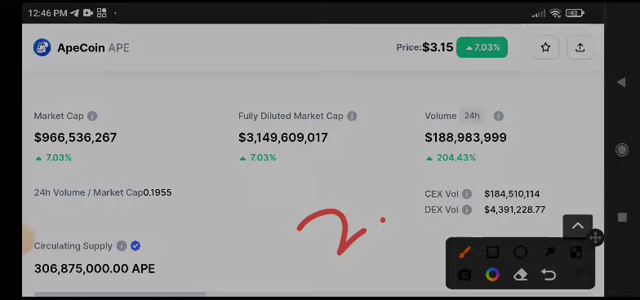 12:46 PM
ApeCoin APE
Price:$3.15 7.03%
Market Cap
$966,536,267
7.03%
Fully Diluted Market Cap
$3,149,609,017
7.03%
Volume 24h
$188,983,999
204.43%
24h Volume / Market Cap0.1955
CEX Vol $184,510,114
DEX Vol $4,391,228.77
2.
Circulating Supply
306,875,000.00 APE